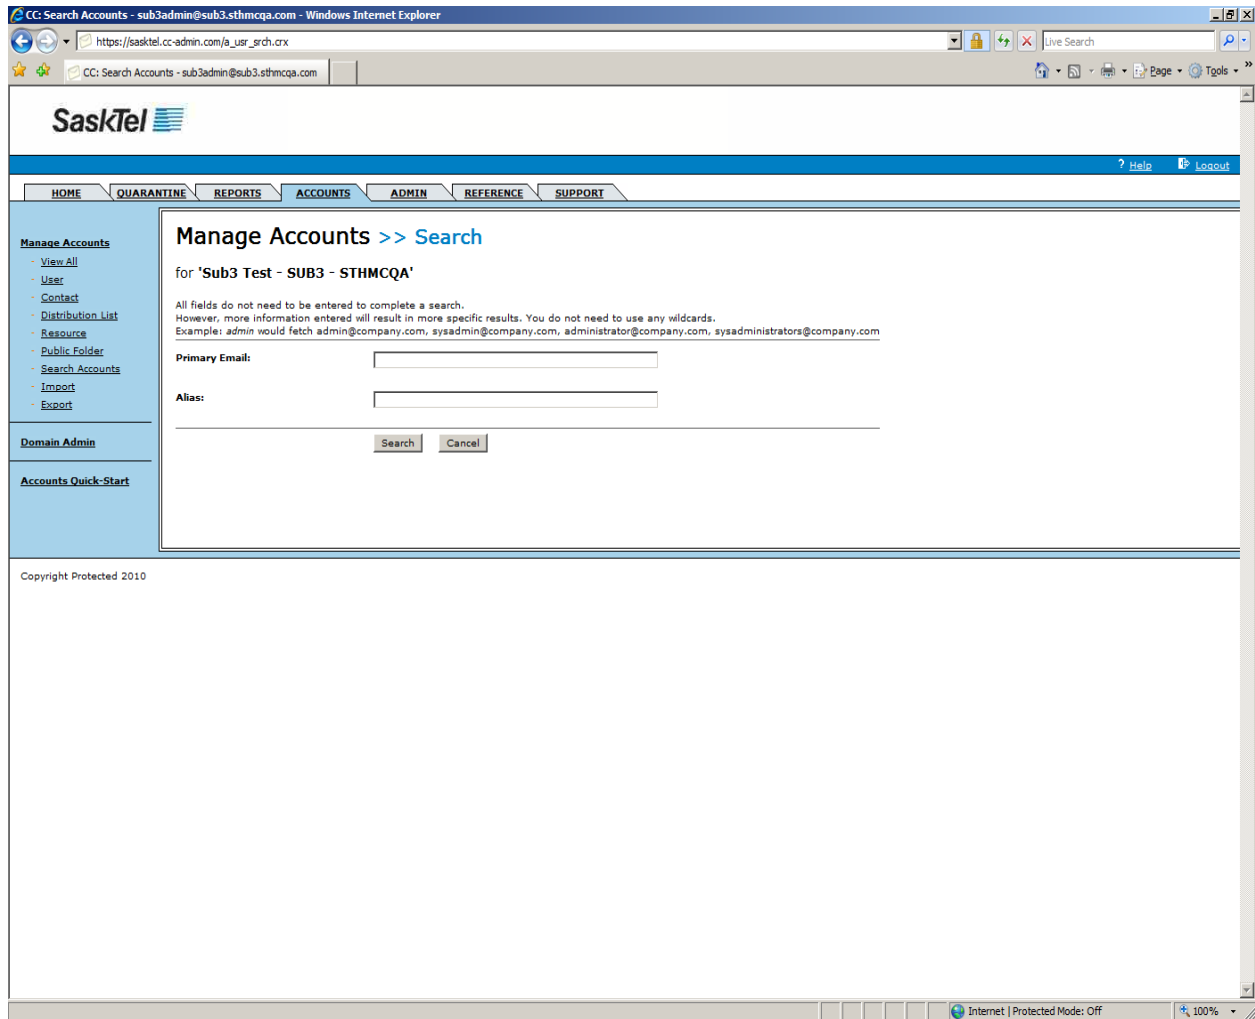 CC: Search Accounts - sub3admin@sub3.sthmcqa.com - Windows Internet Explorer
https://sasktel.cc-admin.com/a_usr_srch.crx
Live Search
CC: Search Accounts - sub3admin@sub3.sthmcqa.com
Page
Tools
SaskTel
? Help
Logout
HOME
QUARANTINE
REPORTS
ACCOUNTS
ADMIN
REFERENCE
SUPPORT
Manage Accounts
- View All
- User
- Contact
- Distribution List
- Resource
- Public Folder
- Search Accounts
- Import
- Export
Domain Admin
Accounts Quick-Start
Manage Accounts >> Search
for 'Sub3 Test - SUB3 - STHMCQA'
All fields do not need to be entered to complete a search.
However, more information entered will result in more specific results. You do not need to use any wildcards.
Example: admin would fetch admin@company.com, sysadmin@company.com, administrator@company.com, sysadministrators@company.com
Primary Email:
Alias:
Search
Cancel
Copyright Protected 2010
Internet | Protected Mode: Off
100%